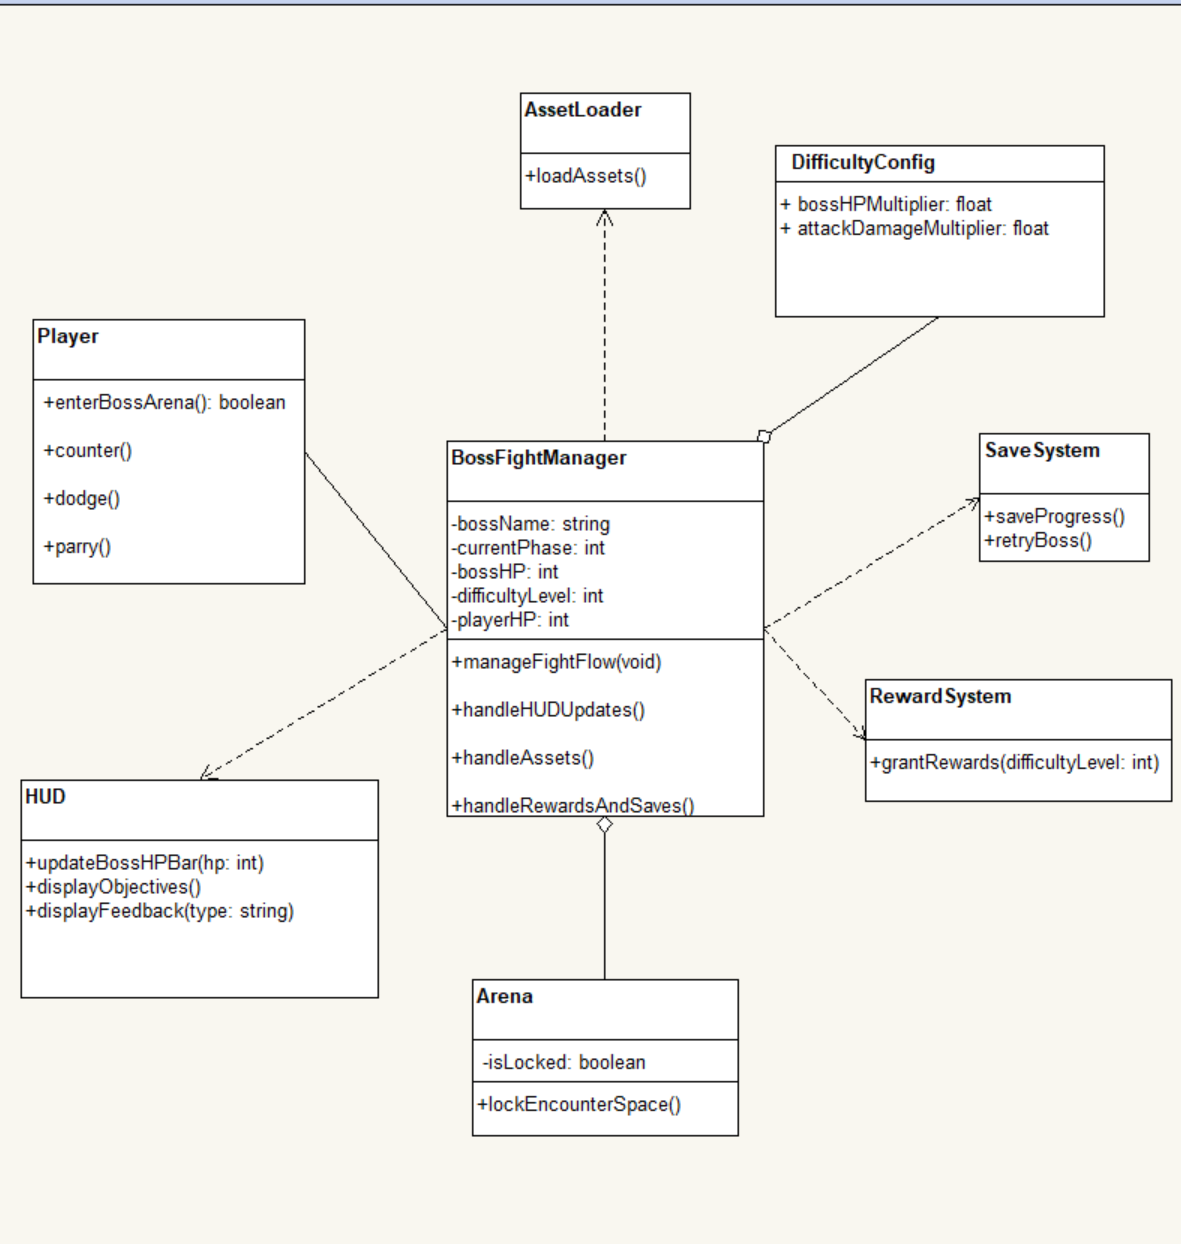 AssetLoader
+loadAssets()
DifficultyConfig
+ bossHPMultiplier: float
+ attackDamageMultiplier: float
Player
+enterBossArena(): boolean
+counter()
+dodge()
+parry()
BossFightManager
-bossName: string
-currentPhase: int
-bossHP: int
-difficultyLevel: int
-playerHP: int
+manageFightFlow(void)
+handleHUDUpdates()
+handleAssets()
+handleRewardsAndSaves()
SaveSystem
+saveProgress()
+retryBoss()
RewardSystem
+grantRewards(difficultyLevel: int)
HUD
+updateBossHPBar(hp: int)
+displayObjectives()
+displayFeedback(type: string)
Arena
-isLocked: boolean
+lockEncounterSpace()